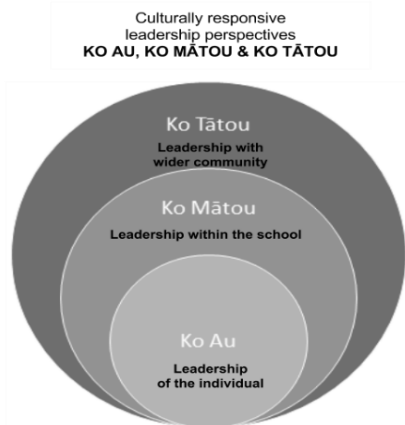 Culturally responsive
leadership perspectives
KO AU, KO MĀTOU & KO TĀTOU
Ko Tātou
Leadership with
wider community
Ko Mātou
Leadership within the school
Ko Au
Leadership
of the individual